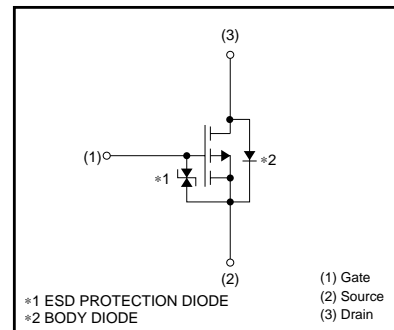 (3)
(1)
∗1
∗2
(2)
∗1 ESD PROTECTION DIODE
∗2 BODY DIODE
(1) Gate
(2) Source
(3) Drain